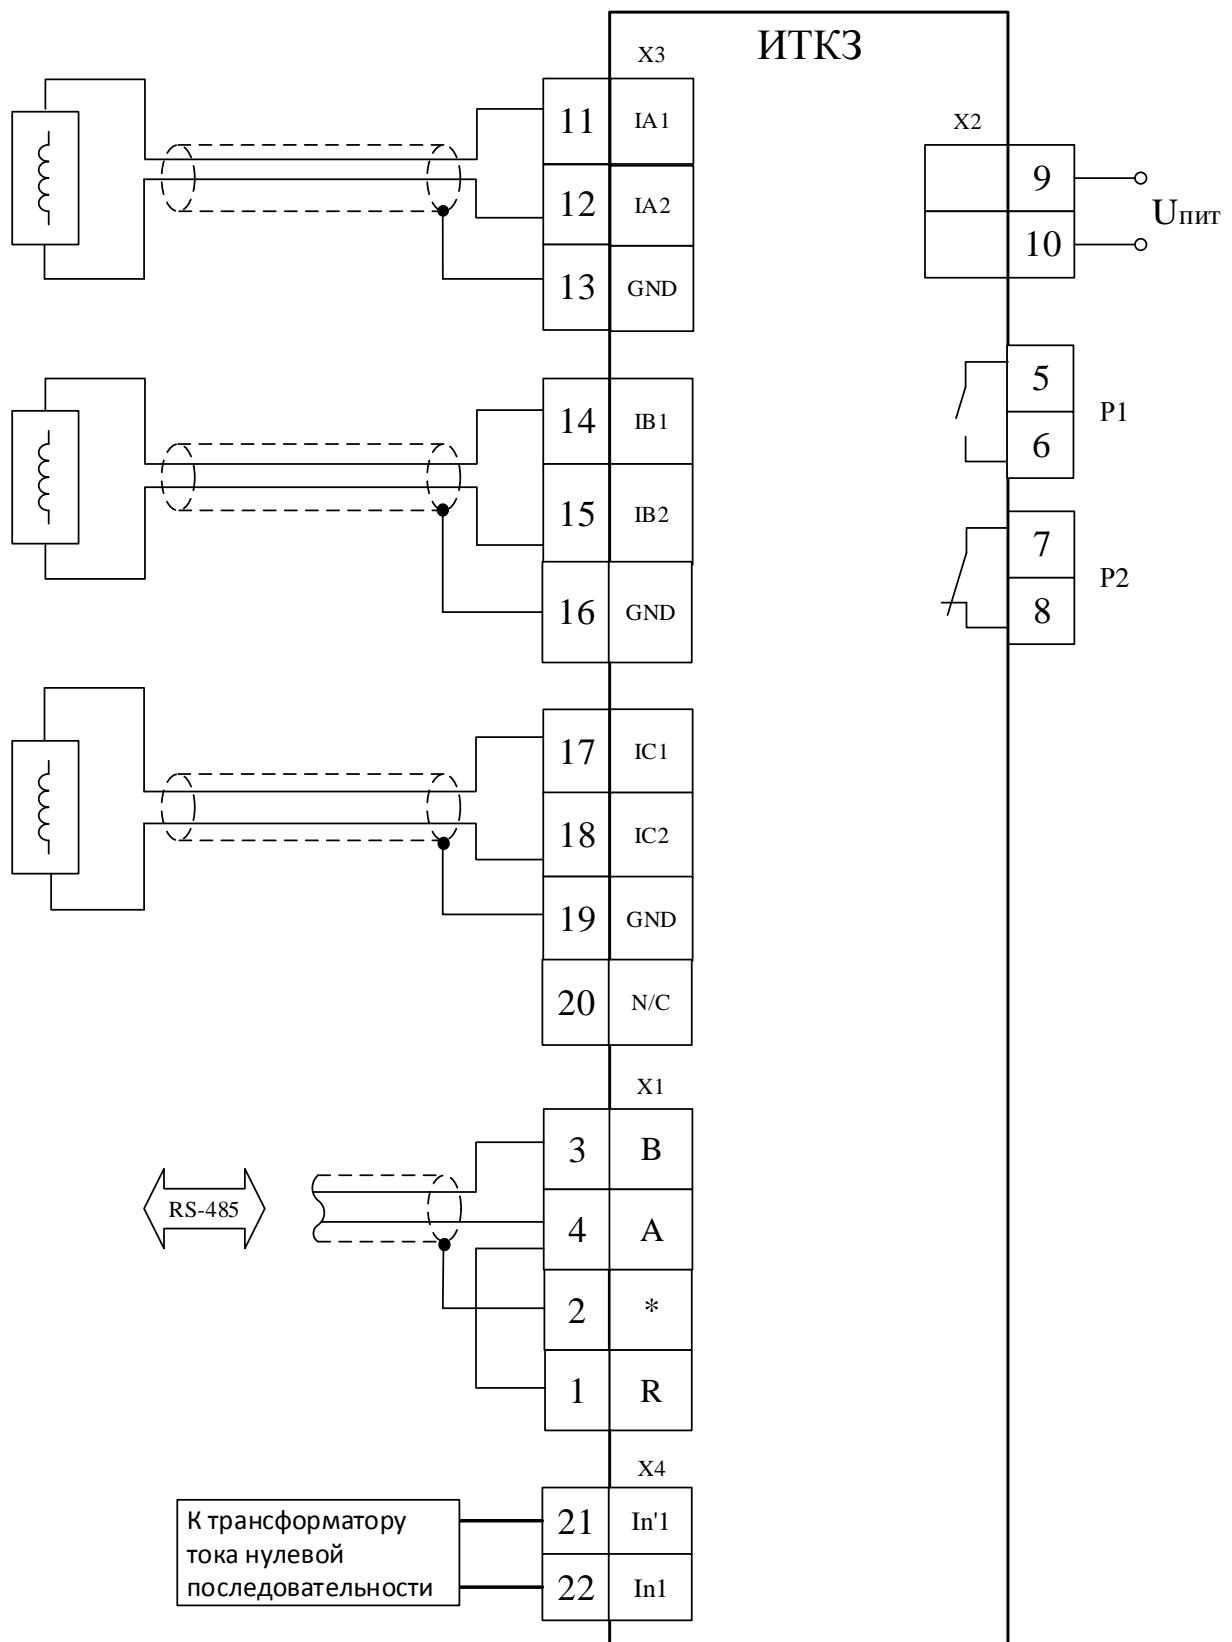 ИТКЗ
X3
11 IA1
12 IA2
13 GND
14 IB1
15 IB2
16 GND
17 IC1
18 IC2
19 GND
20 N/C
X2
9
10
Uпит
5
6
P1
7
8
P2
X1
3 B
4 A
2 *
1 R
RS-485
X4
21 In'1
22 In1
К трансформатору
тока нулевой
последовательности